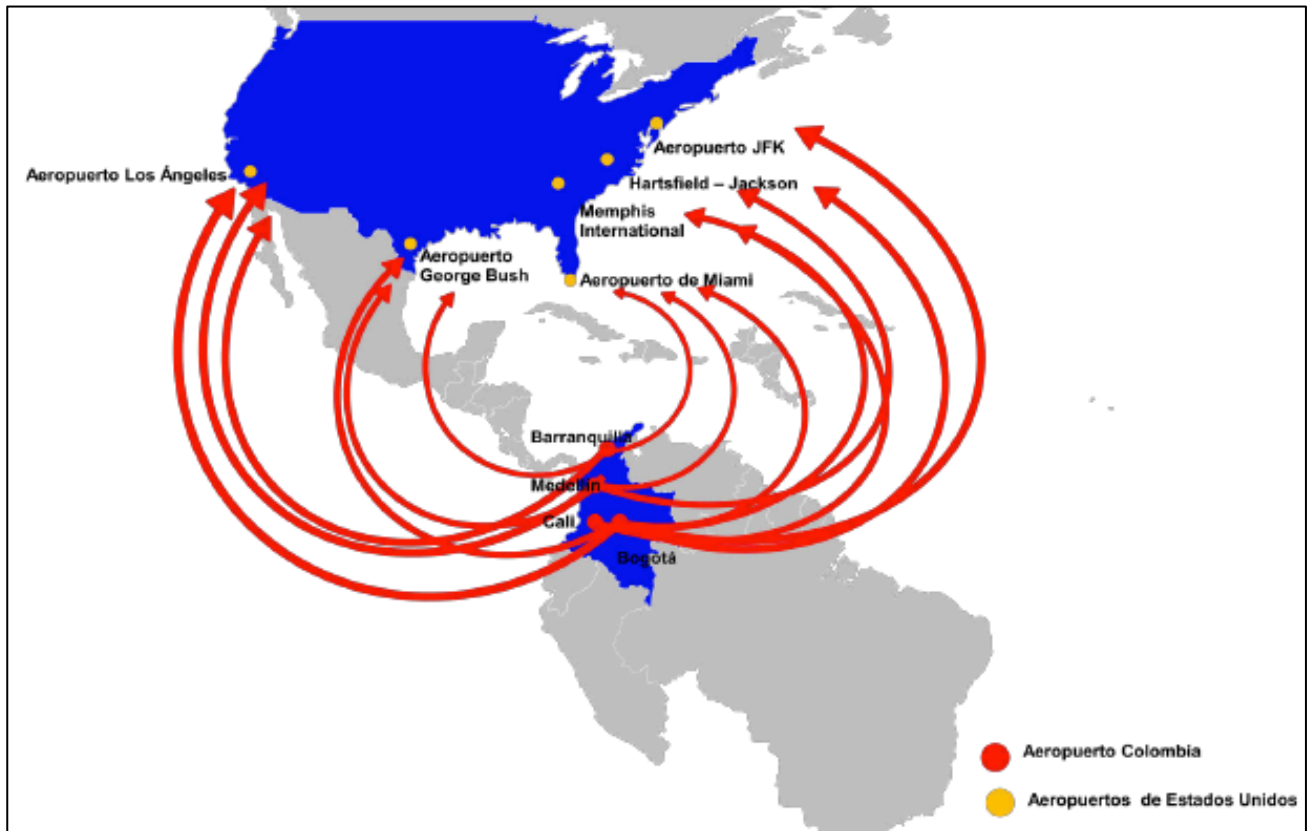 Aeropuerto JFK
Aeropuerto Los Ángeles
Hartsfield – Jackson
Memphis
International
Aeropuerto
George Bush
Aeropuerto de Miami
Barranquilla
Medellín
Cali
Bogotá
Aeropuerto Colombia
Aeropuertos de Estados Unidos